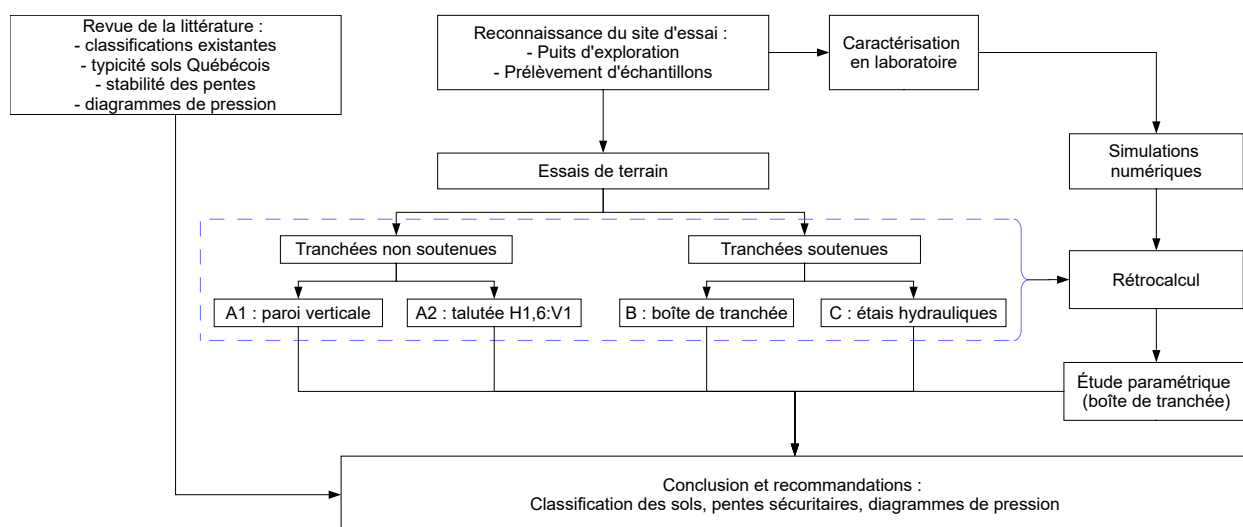 Revue de la littérature :
- classifications existantes
- typicité sols Québécois
- stabilité des pentes
- diagrammes de pression
Reconnaissance du site d'essai :
- Puits d'exploration
- Prélèvement d'échantillons
Caractérisation
en laboratoire
Essais de terrain
Simulations
numériques
Tranchées non soutenues
Tranchées soutenues
Rétrocalcul
A1 : paroi verticale
A2 : talutée H1,6:V1
B : boîte de tranchée
C : étais hydrauliques
Étude paramétrique
(boîte de tranchée)
Conclusion et recommandations :
Classification des sols, pentes sécuritaires, diagrammes de pression